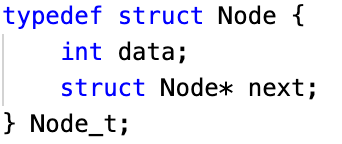 typedef struct Node {
    int data;
    struct Node* next;
} Node_t;